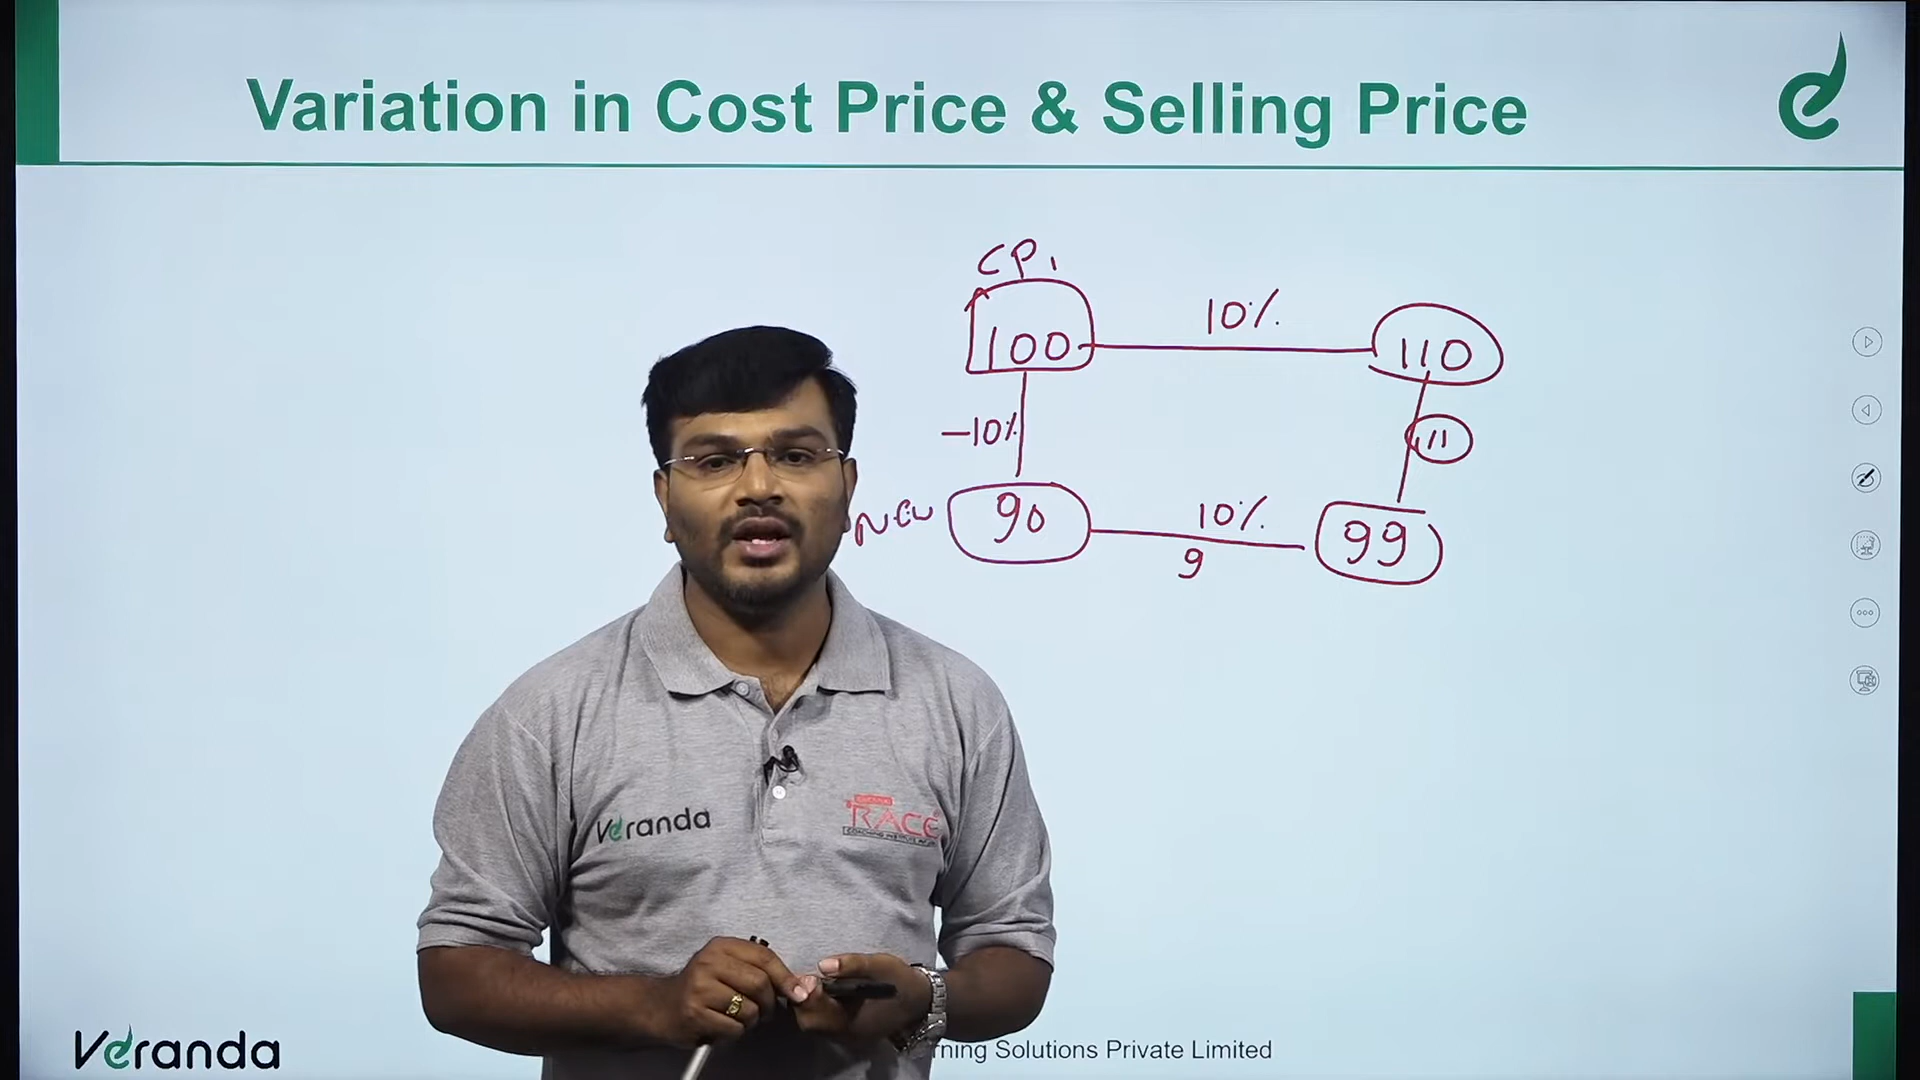 Variation in Cost Price & Selling Price
CP1
100 10% 110
-10% 11
New 90 10% 99
9
Veranda
RACE
Veranda
rning Solutions Private Limited